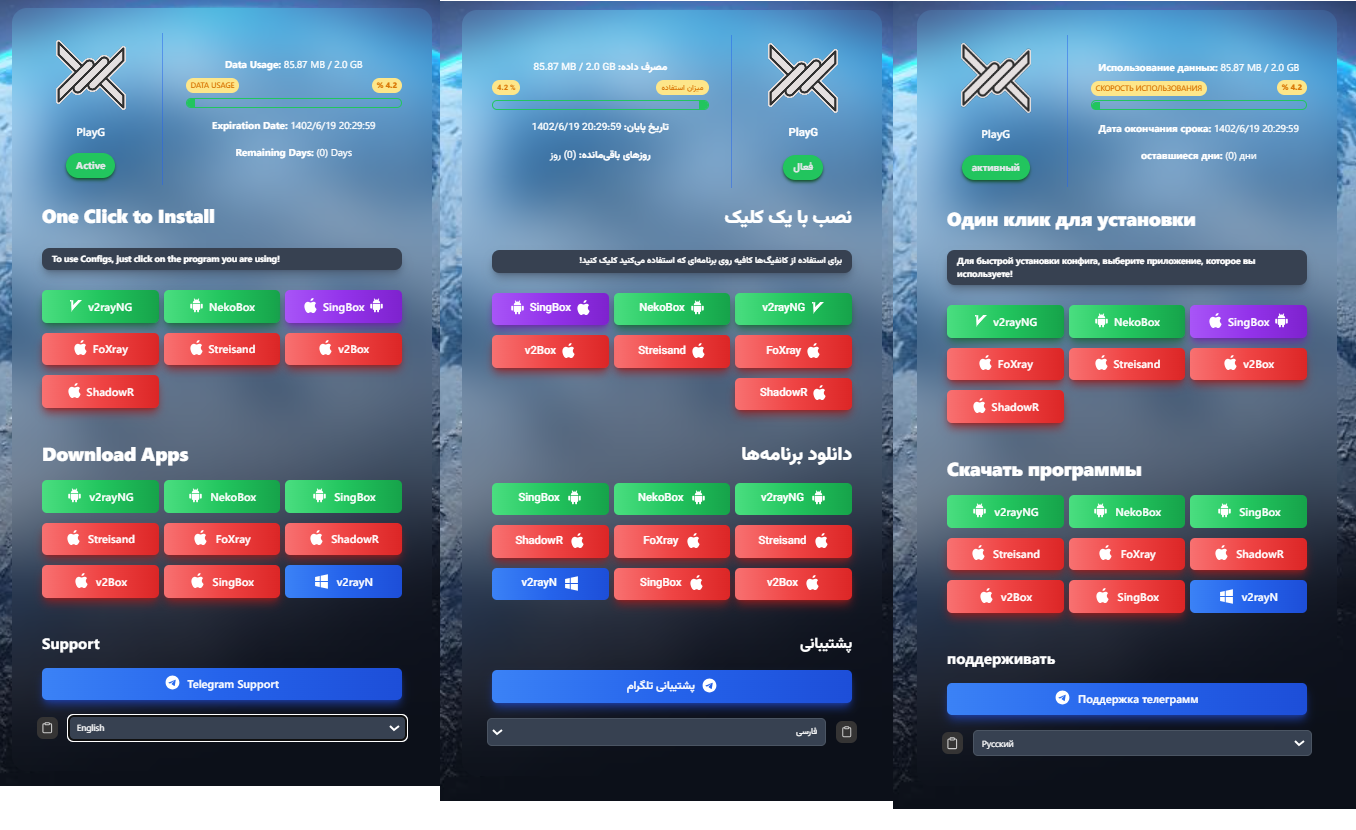 Data Usage: 85.87 MB / 2.0 GB
DATA USAGE
% 4.2
PlayG
Expiration Date: 1402/6/19 20:29:59
Remaining Days: (0) Days
Active
One Click to Install
To use Configs, just click on the program you are using!
v2rayNG
NekoBox
SingBox
FoXray
Streisand
v2Box
ShadowR
Download Apps
v2rayNG
NekoBox
SingBox
Streisand
FoXray
ShadowR
v2Box
SingBox
v2rayN
Support
Telegram Support
English
مصرف داده: 85.87 MB / 2.0 GB
میزان استفاده
4.2 %
PlayG
تاریخ پایان: 1402/6/19 20:29:59
روزهای باقی‌مانده: (0) روز
فعال
نصب با یک کلیک
برای استفاده از کانفیگ‌ها کافیه روی برنامه‌ای که استفاده می‌کنید کلیک کنید!
v2rayNG
NekoBox
SingBox
FoXray
Streisand
v2Box
ShadowR
دانلود برنامه‌ها
v2rayNG
NekoBox
SingBox
Streisand
FoXray
ShadowR
v2Box
SingBox
v2rayN
پشتیبانی
پشتیبانی تلگرام
فارسی
Использование данных: 85.87 MB / 2.0 GB
СКОРОСТЬ ИСПОЛЬЗОВАНИЯ
% 4.2
PlayG
Дата окончания срока: 1402/6/19 20:29:59
оставшиеся дни: (0) дни
активный
Один клик для установки
Для быстрой установки конфига, выберите приложение, которое вы
используете!
v2rayNG
NekoBox
SingBox
FoXray
Streisand
v2Box
ShadowR
Скачать программы
v2rayNG
NekoBox
SingBox
Streisand
FoXray
ShadowR
v2Box
SingBox
v2rayN
поддерживать
Поддержка телеграмм
Русский